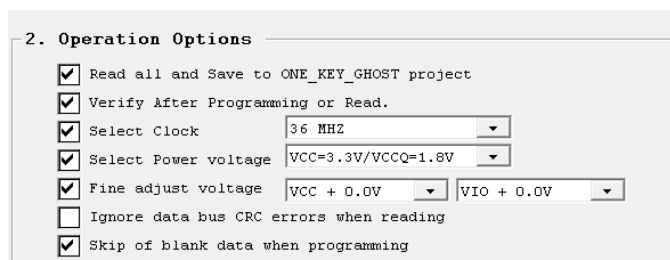 2. Operation Options
Read all and Save to ONE_KEY_GHOST project
Verify After Programming or Read.
Select Clock 36 MHZ
Select Power voltage VCC=3.3V/VCCQ=1.8V
Fine adjust voltage VCC + 0.0V VIO + 0.0V
Ignore data bus CRC errors when reading
Skip of blank data when programming